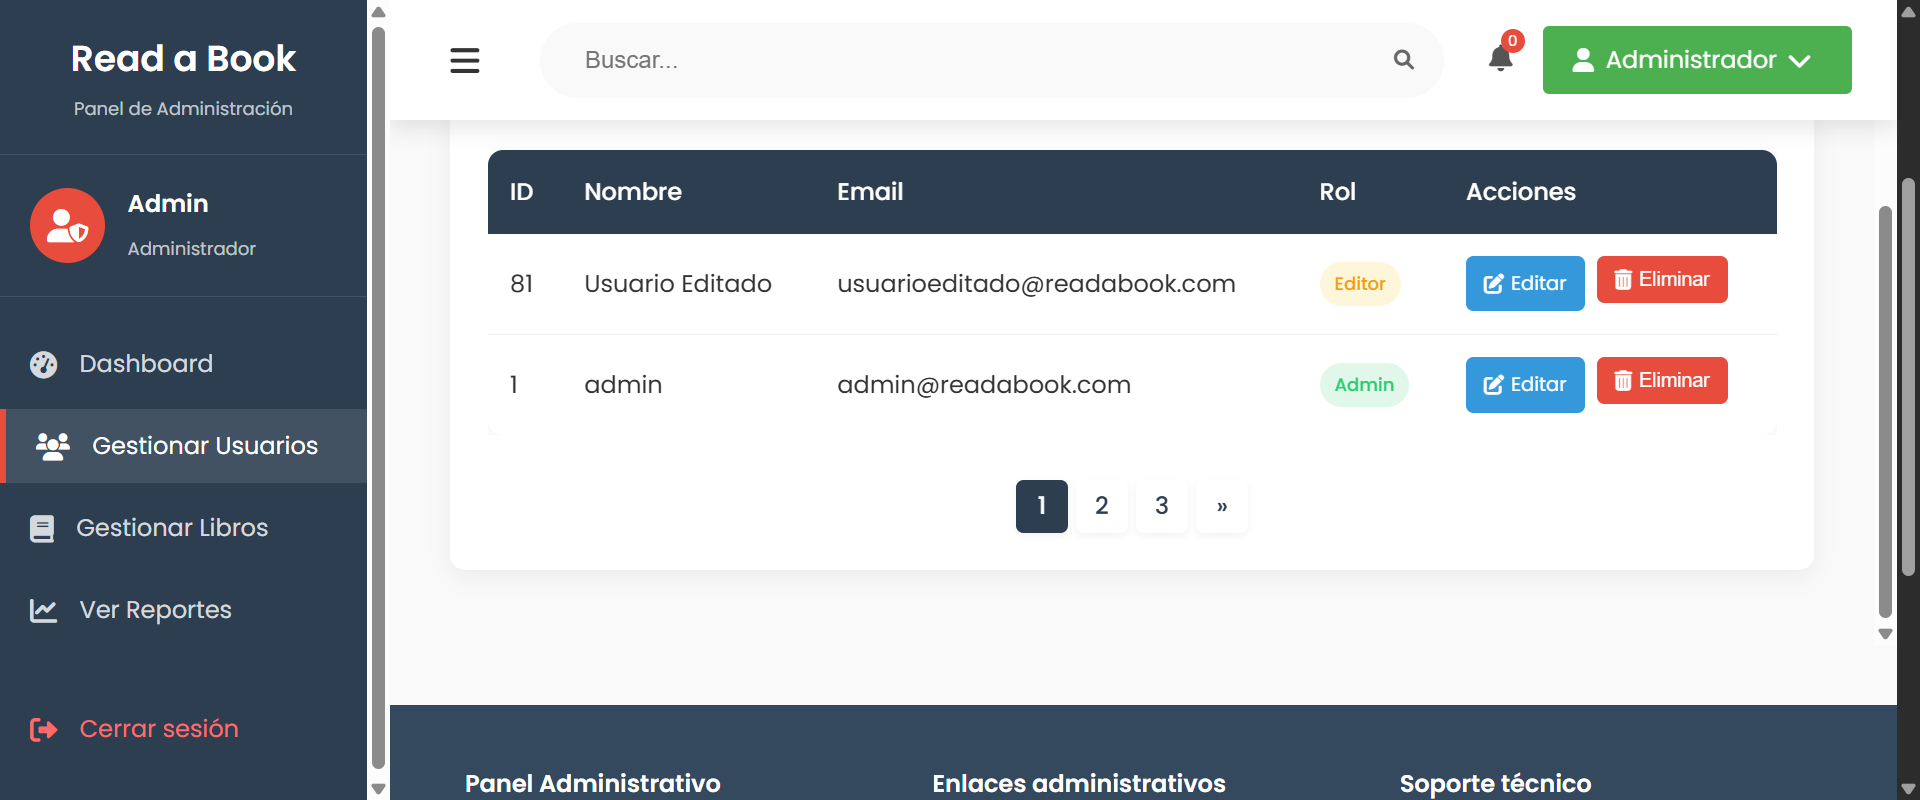 Read a Book
Panel de Administración
Admin
Administrador
Dashboard
Gestionar Usuarios
Gestionar Libros
Ver Reportes
Cerrar sesión
Buscar...
0
Administrador
ID Nombre Email Rol Acciones
81 Usuario Editado usuarioeditado@readabook.com Editor Editar Eliminar
1 admin admin@readabook.com Admin Editar Eliminar
1 2 3 »
Panel Administrativo Enlaces administrativos Soporte técnico